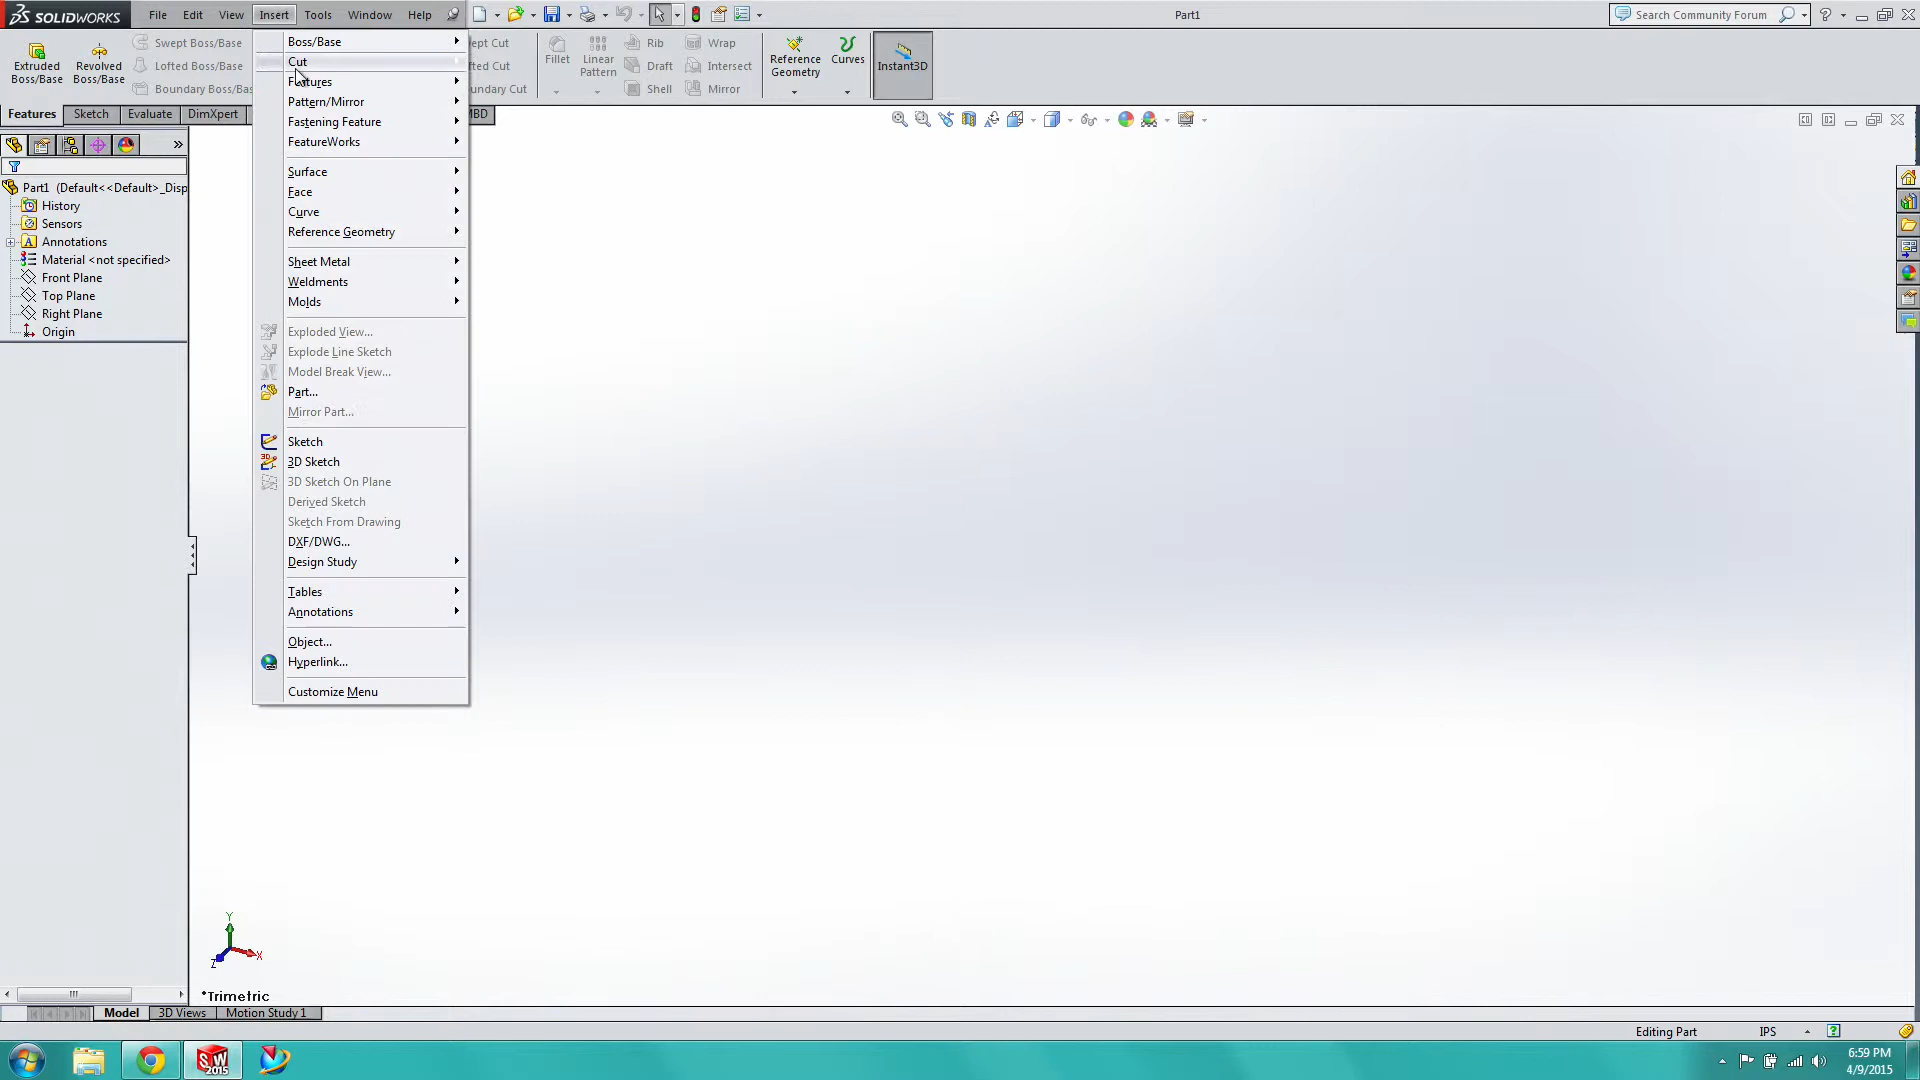 SOLIDWORKS
File Edit View Insert Tools Window Help
Part1
Search Community Forum
Extruded Boss/Base
Revolved Boss/Base
Swept Boss/Base
Lofted Boss/Base
Boundary Bas
ept Cut
fted Cut
undary Cut
Fillet
Linear Pattern
Rib
Draft
Shell
Wrap
Intersect
Mirror
Reference Geometry
Curves
Instant3D
Features Sketch Evaluate DimXpert
MBD
Part1 (Default<<Default>_Disp
History
Sensors
Annotations
Material <not specified>
Front Plane
Top Plane
Right Plane
Origin
Boss/Base
Cut
Features
Pattern/Mirror
Fastening Feature
FeatureWorks
Surface
Face
Curve
Reference Geometry
Sheet Metal
Weldments
Molds
Exploded View...
Explode Line Sketch
Model Break View...
Part...
Mirror Part...
Sketch
3D Sketch
3D Sketch On Plane
Derived Sketch
Sketch From Drawing
DXF/DWG...
Design Study
Tables
Annotations
Object...
Hyperlink...
Customize Menu
Y
X
Z
*Trimetric
Model 3D Views Motion Study 1
Editing Part
IPS
SW 2015
6:59 PM
4/9/2015